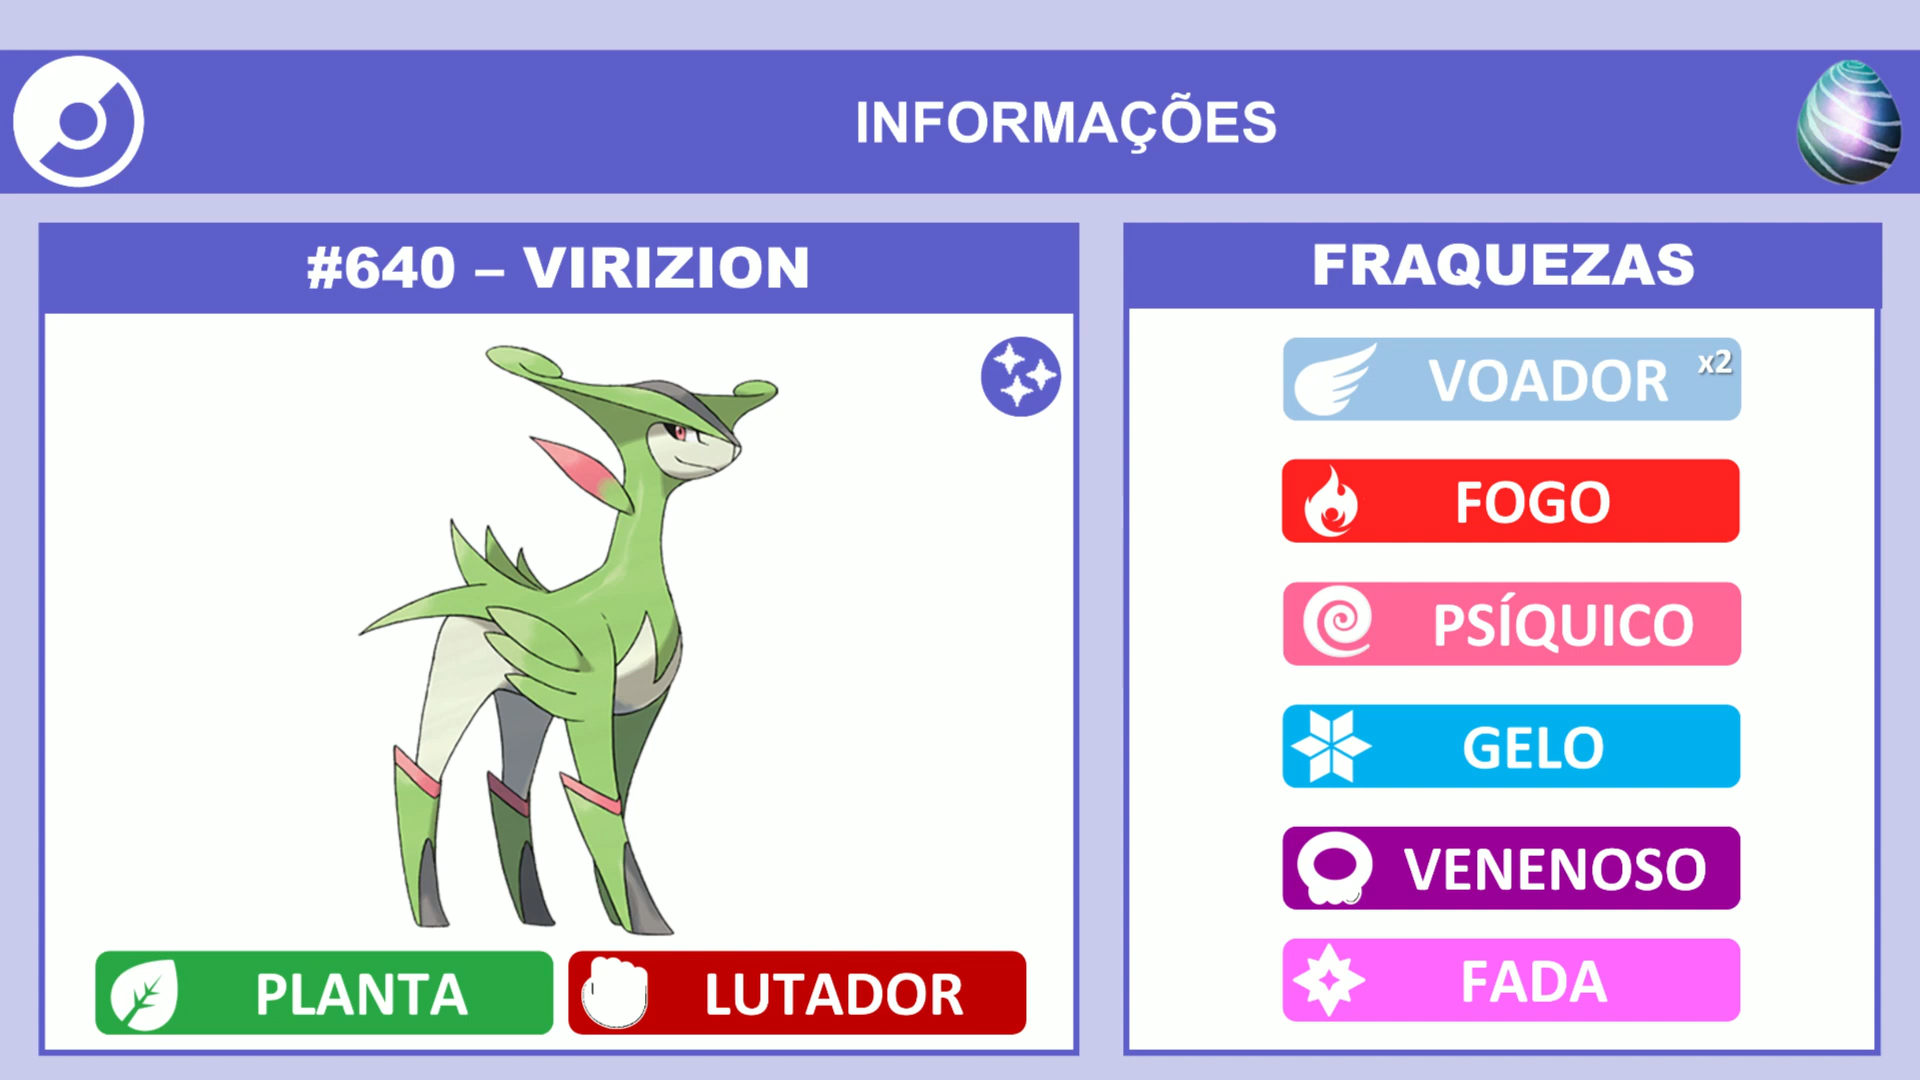 INFORMAÇÕES
#640 – VIRIZION
PLANTA
LUTADOR
FRAQUEZAS
VOADOR x2
FOGO
PSÍQUICO
GELO
VENENOSO
FADA